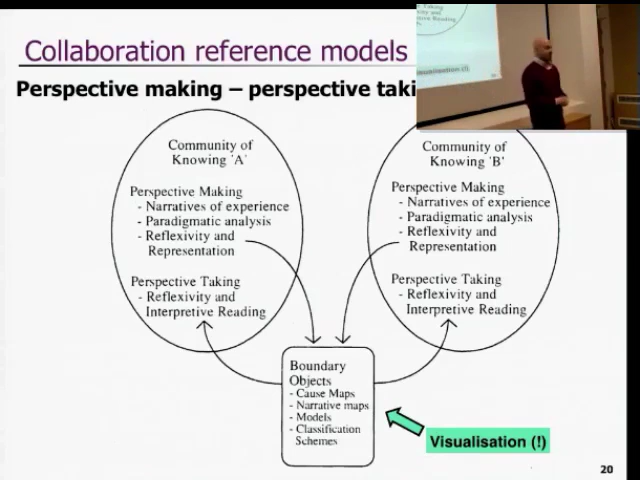 Collaboration reference models
Perspective making – perspective taki
Community of
Knowing 'A'
Perspective Making
- Narratives of experience
- Paradigmatic analysis
- Reflexivity and
Representation
Perspective Taking
- Reflexivity and
Interpretive Reading
Community of
Knowing 'B'
Perspective Making
- Narratives of experience
- Paradigmatic analysis
- Reflexivity and
Representation
Perspective Taking
- Reflexivity and
Interpretive Reading
Boundary
Objects
- Cause Maps
- Narrative maps
- Models
- Classification
Schemes
Visualisation (!)
20